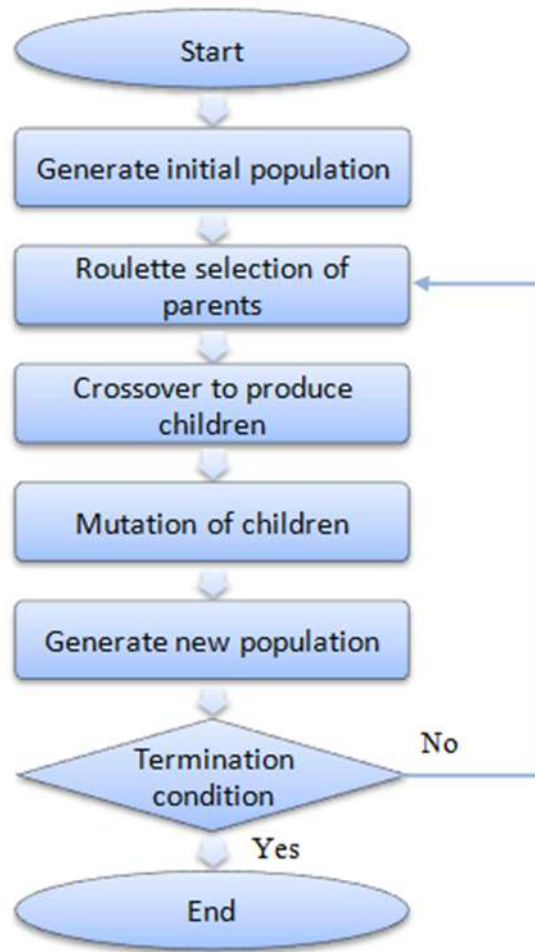 Start
Generate initial population
Roulette selection of
parents
Crossover to produce
children
Mutation of children
Generate new population
Termination
condition
No
Yes
End